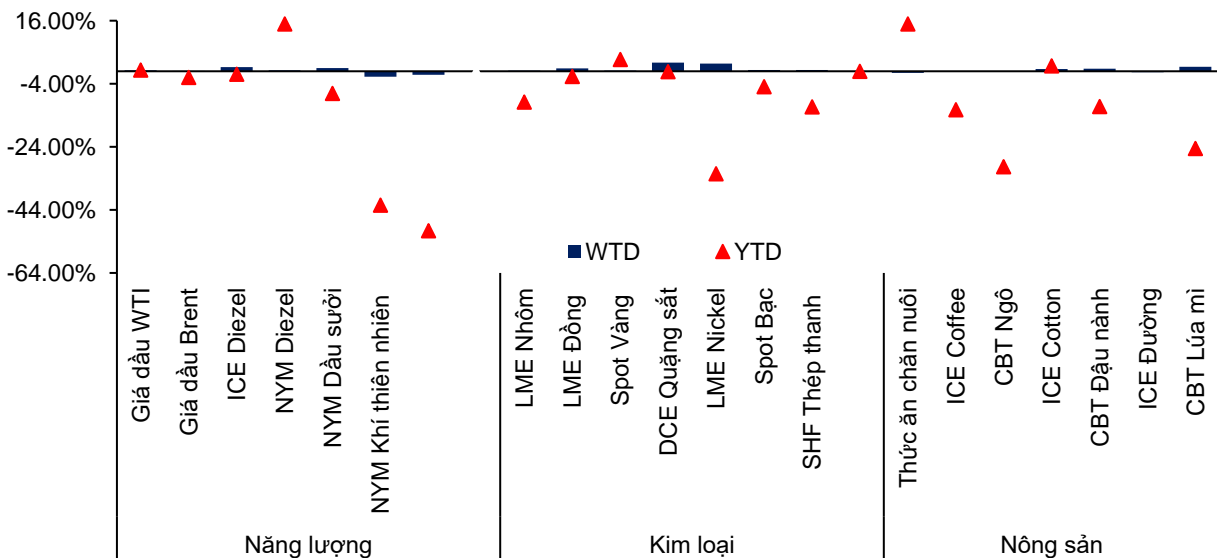 16.00%
-4.00%
-24.00%
-44.00%
-64.00%
WTD
YTD
Giá dầu WTI
Giá dầu Brent
ICE Diezel
NYM Diezel
NYM Dầu sưởi
NYM Khí thiên nhiên
LME Nhôm
LME Đồng
Spot Vàng
DCE Quặng sắt
LME Nickel
Spot Bạc
SHF Thép thanh
Thức ăn chăn nuôi
ICE Coffee
CBT Ngô
ICE Cotton
CBT Đậu nành
ICE Đường
CBT Lúa mì
Năng lượng
Kim loại
Nông sản